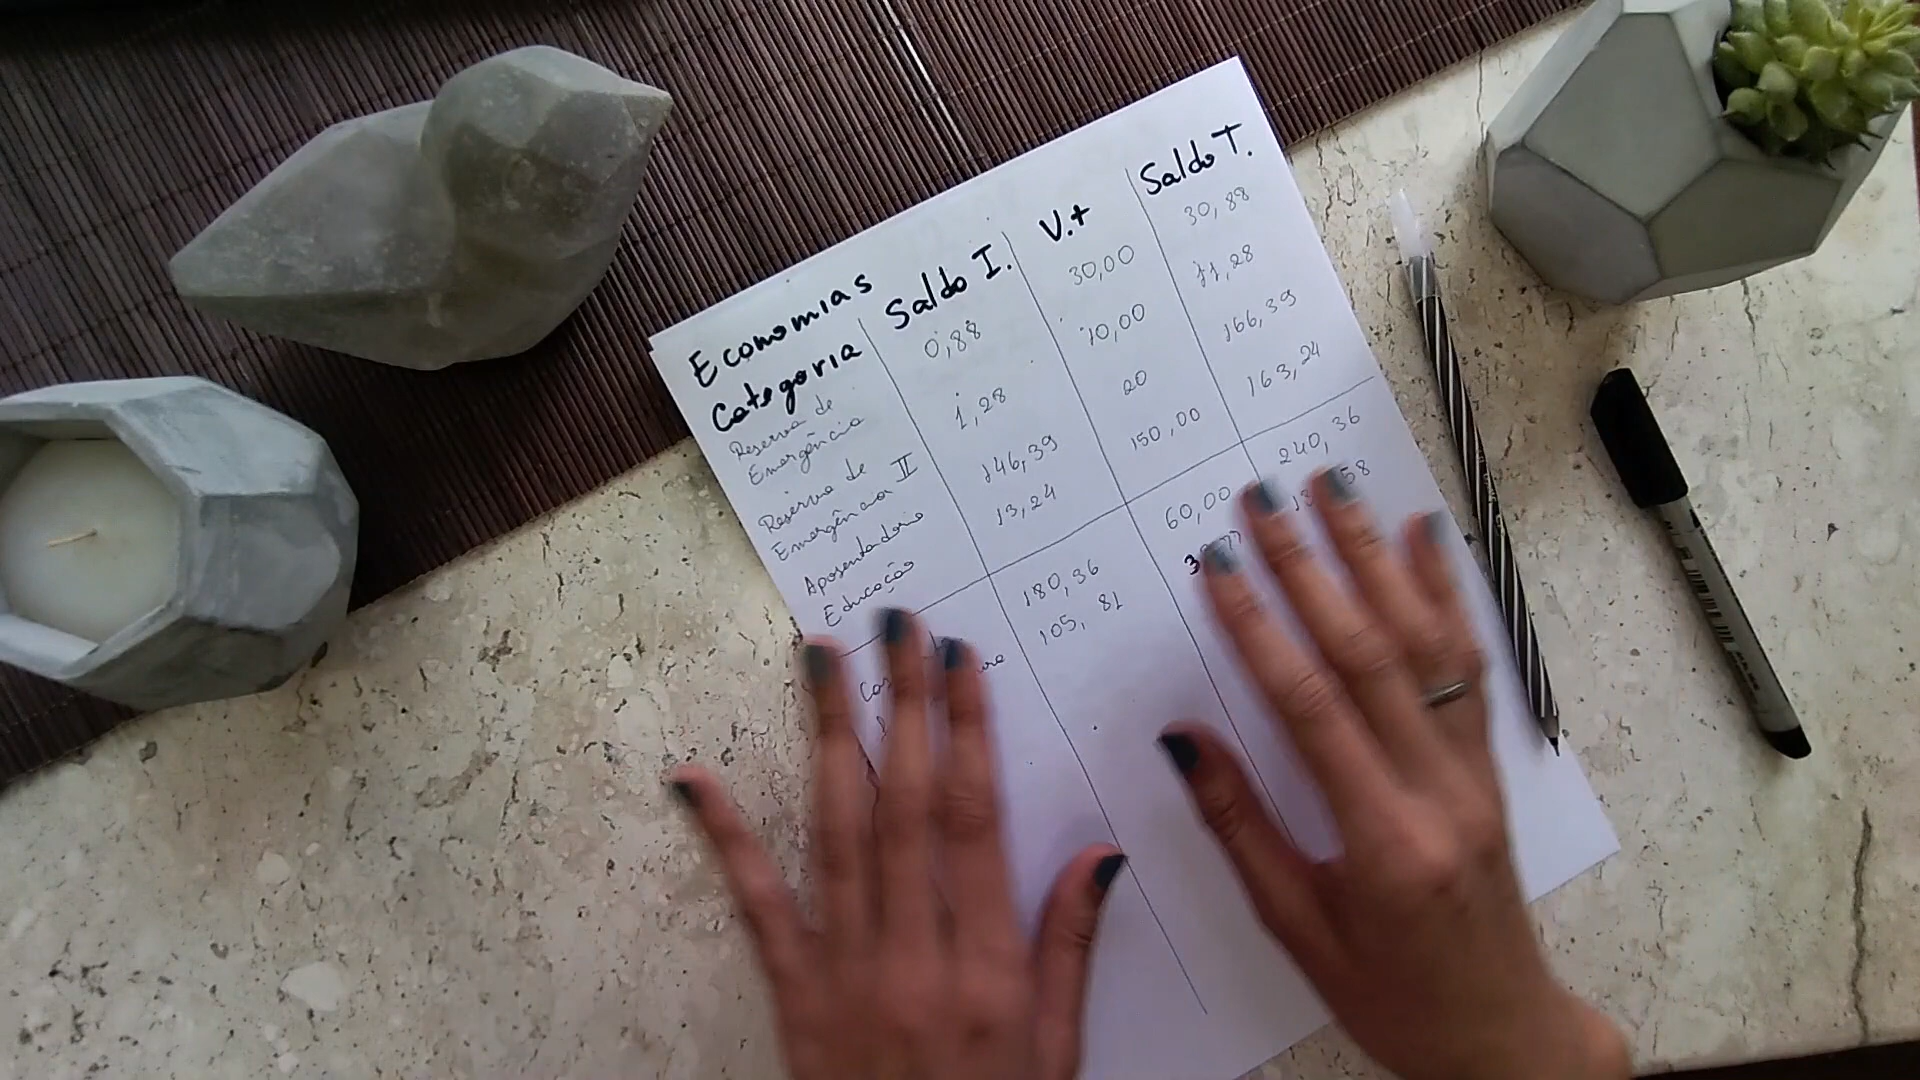 Economias
Categoria Saldo I. V.+ Saldo T.
Reserva de
Emergência 0,88 30,00 30,88
Reserva de
Emergência II 1,28 10,00 11,28
Aposentadoria 146,39 20 166,39
Educação 13,24 150,00 163,24
180,36 60,00 240,36
105,81